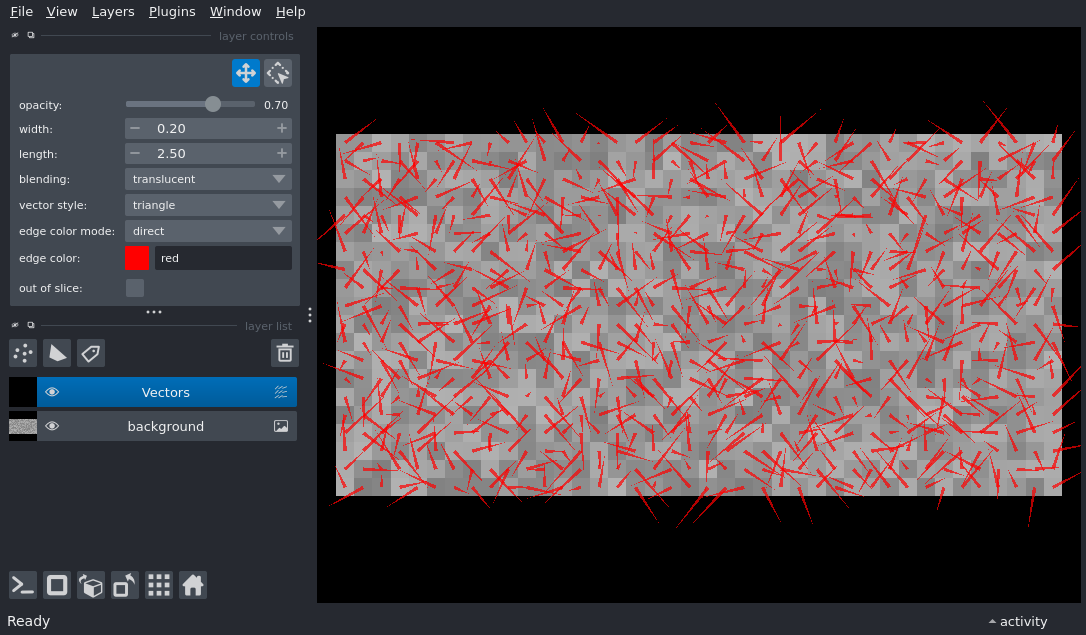 File View Layers Plugins Window Help
layer controls
opacity: 0.70
width: 0.20
length: 2.50
blending: translucent
vector style: triangle
edge color mode: direct
edge color: red
out of slice:
layer list
Vectors
background
Ready
activity